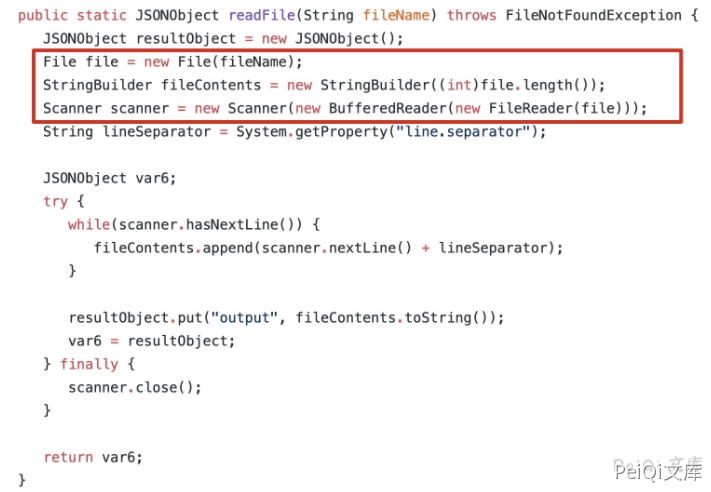 public static JSONObject readFile(String fileName) throws FileNotFoundException {
JSONObject resultObject = new JSONObject();
File file = new File(fileName);
StringBuilder fileContents = new StringBuilder((int)file.length());
Scanner scanner = new Scanner(new BufferedReader(new FileReader(file)));
String lineSeparator = System.getProperty("line.separator");
JSONObject var6;
try {
while(scanner.hasNextLine()) {
fileContents.append(scanner.nextLine() + lineSeparator);
}
resultObject.put("output", fileContents.toString());
var6 = resultObject;
} finally {
scanner.close();
}
return var6;
}
PeiQi 文库
PeiQi文库